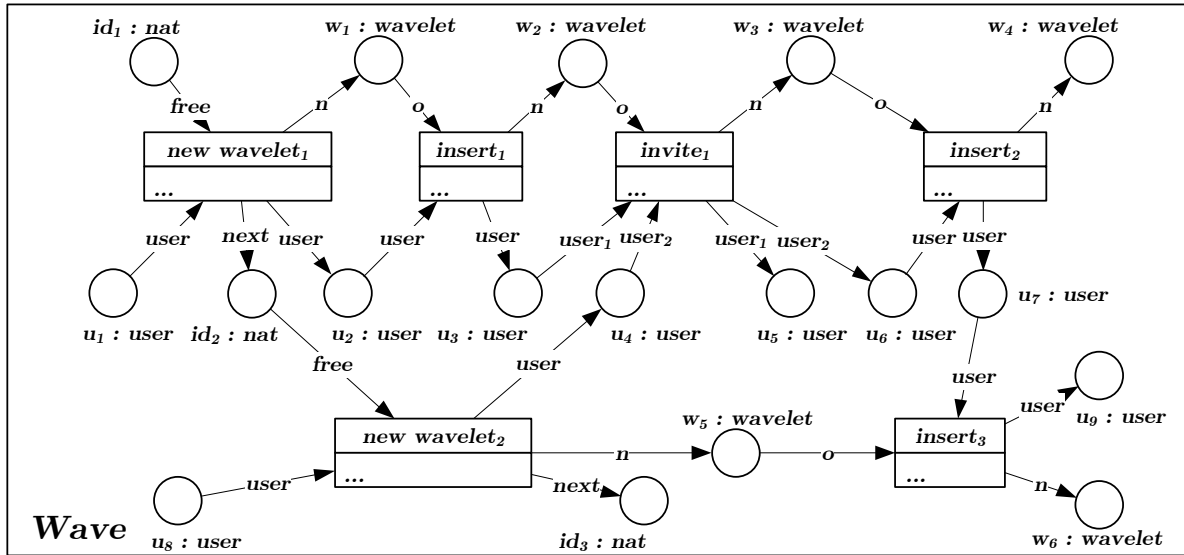 id₁ : nat
w₁ : wavelet
w₂ : wavelet
w₃ : wavelet
w₄ : wavelet
free
n
o
n
o
n
o
n
new wavelet₁
...
insert₁
...
invite₁
...
insert₂
...
user
next
user
user
user
user₁
user₂
user₁
user₂
user
user
u₁ : user
id₂ : nat
u₂ : user
u₃ : user
u₄ : user
u₅ : user
u₆ : user
u₇ : user
free
user
user
user
u₉ : user
new wavelet₂
...
n
w₅ : wavelet
o
insert₃
...
user
next
n
u₈ : user
id₃ : nat
w₆ : wavelet
Wave